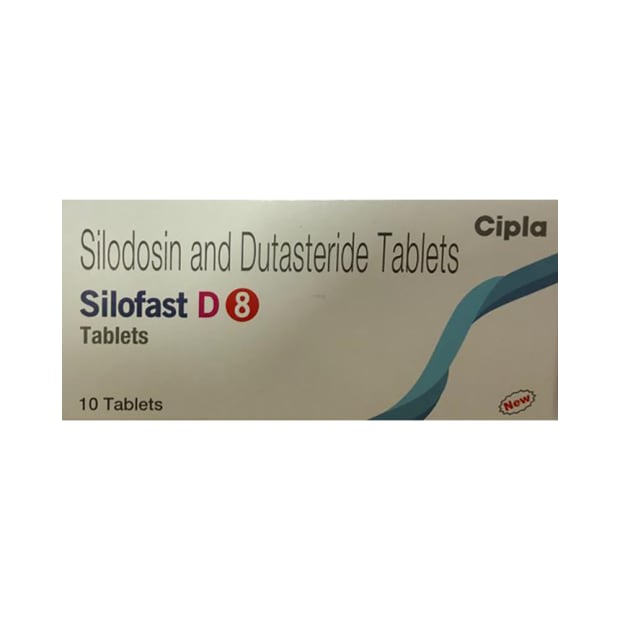 Cipla
Silodosin and Dutasteride Tablets
Silofast D 8
Tablets
10 Tablets
New